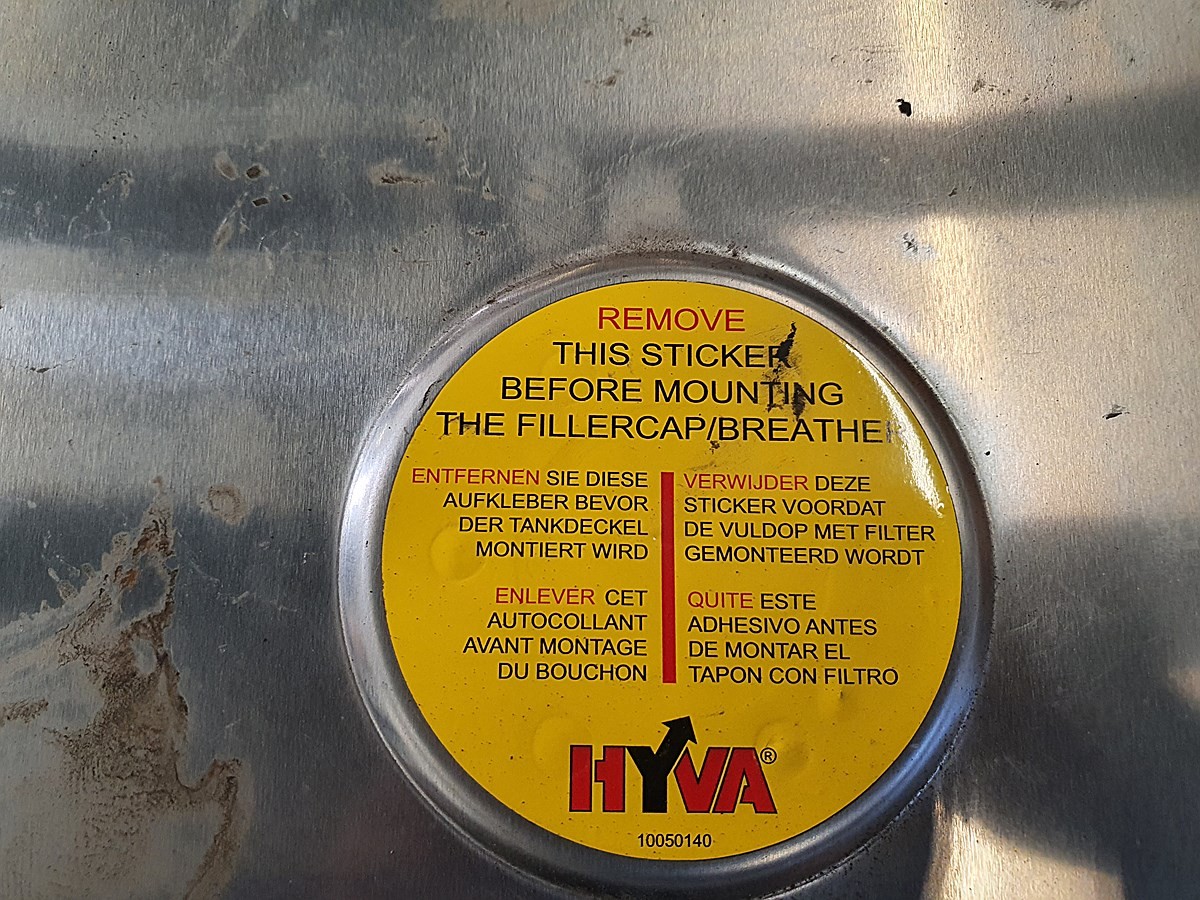 REMOVE
THIS STICKER
BEFORE MOUNTING
THE FILLERCAP/BREATHER
ENTFERNEN SIE DIESE
AUFKLEBER BEVOR
DER TANKDECKEL
MONTIERT WIRD
VERWIJDER DEZE
STICKER VOORDAT
DE VULDOP MET FILTER
GEMONTEERD WORDT
ENLEVER CET
AUTOCOLLANT
AVANT MONTAGE
DU BOUCHON
QUITE ESTE
ADHESIVO ANTES
DE MONTAR EL
TAPON CON FILTRO
HYVA®
10050140